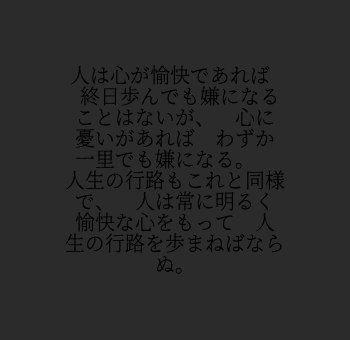 人は心が愉快であれば
終日歩んでも嫌になる
ことはないが、　心に
憂いがあれば　わずか
一里でも嫌になる。
人生の行路もこれと同様
で、　人は常に明るく
愉快な心をもって　人
生の行路を歩まねばなら
ぬ。